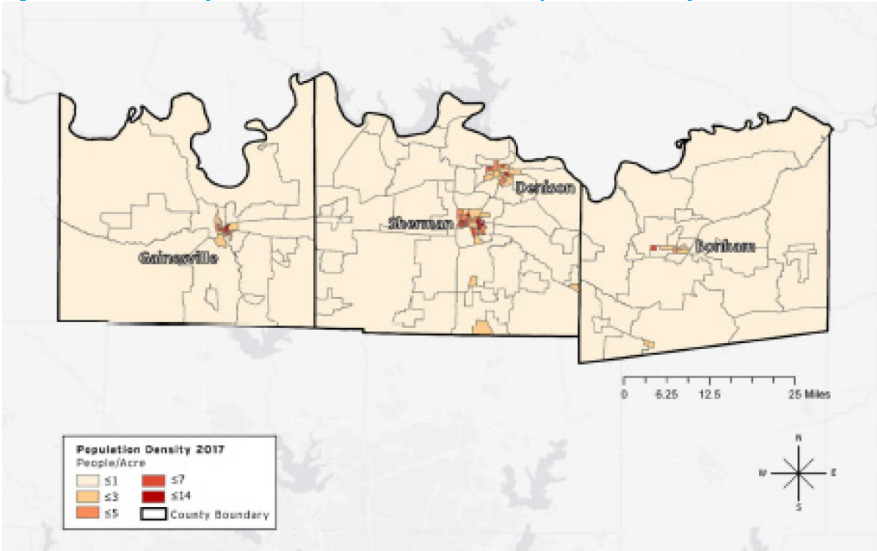 Denison
Sherman
Bonham
Gainesville
0 6.25 12.5 25 Miles
Population Density 2017
People/Acre
≤1 ≤7
≤3 ≤14
≤5 County Boundary
N
W E
S